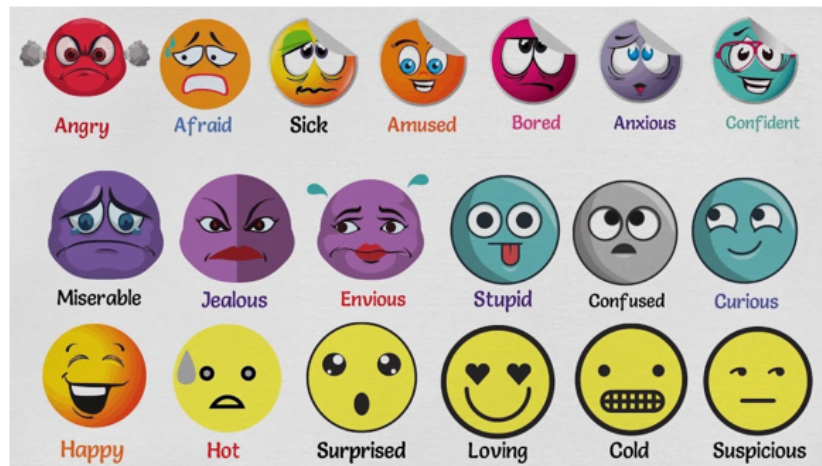 Angry Afraid Sick Amused Bored Anxious Confident
Miserable Jealous Envious Stupid Confused Curious
Happy Hot Surprised Loving Cold Suspicious